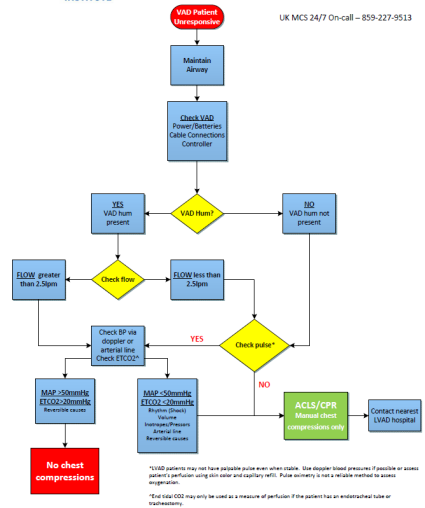 UK MCS 24/7 On-call – 859-227-9513
VAD Patient
Unresponsive
Maintain
Airway
Check VAD
Power/Batteries
Cable Connections
Controller
YES
VAD hum
present
VAD Hum?
NO
VAD hum not
present
FLOW greater
than 2.5lpm
Check flow
FLOW less than
2.5lpm
Check BP via
doppler or
arterial line
Check ETCO2^
YES
Check pulse*
NO
MAP >50mmHg
ETCO2>20mmHg
Reversible causes
MAP <50mmHg
ETCO2 <20mmHg
Rhythm (Shock)
Volume
Inotropes/Pressors
Arterial line
Reversible causes
ACLS/CPR
Manual chest
compressions only
Contact nearest
LVAD hospital
No chest
compressions
*LVAD patients may not have palpable pulse even when stable. Use doppler blood pressures if possible or assess
patient's perfusion using skin color and capillary refill. Pulse oximetry is not a reliable method to assess
oxygenation.
^End tidal CO2 may only be used as a measure of perfusion if the patient has an endotracheal tube or
tracheostomy.